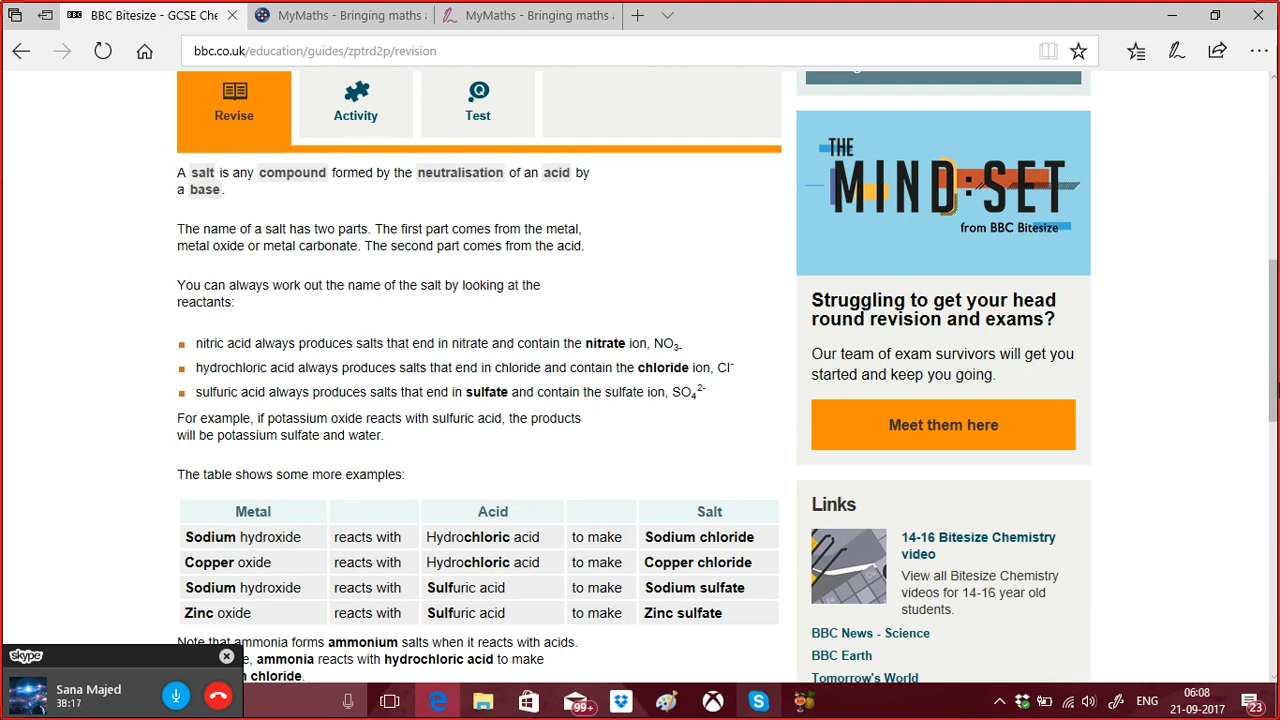 BBC Bitesize - GCSE Che
MyMaths - Bringing maths a
MyMaths - Bringing maths a
bbc.co.uk/education/guides/zptrd2p/revision
Revise
Activity
Test
A salt is any compound formed by the neutralisation of an acid by
a base.
The name of a salt has two parts. The first part comes from the metal,
metal oxide or metal carbonate. The second part comes from the acid.
You can always work out the name of the salt by looking at the
reactants:
nitric acid always produces salts that end in nitrate and contain the nitrate ion, NO₃₋
hydrochloric acid always produces salts that end in chloride and contain the chloride ion, Cl⁻
sulfuric acid always produces salts that end in sulfate and contain the sulfate ion, SO₄²⁻
For example, if potassium oxide reacts with sulfuric acid, the products
will be potassium sulfate and water.
The table shows some more examples:
Metal Acid Salt
Sodium hydroxide reacts with Hydrochloric acid to make Sodium chloride
Copper oxide reacts with Hydrochloric acid to make Copper chloride
Sodium hydroxide reacts with Sulfuric acid to make Sodium sulfate
Zinc oxide reacts with Sulfuric acid to make Zinc sulfate
Note that ammonia forms ammonium salts when it reacts with acids.
e, ammonia reacts with hydrochloric acid to make
chloride.
THE
MIND:SET
from BBC Bitesize
Struggling to get your head
round revision and exams?
Our team of exam survivors will get you
started and keep you going.
Meet them here
Links
14-16 Bitesize Chemistry
video
View all Bitesize Chemistry
videos for 14-16 year old
students.
BBC News - Science
BBC Earth
Tomorrow's World
skype
Sana Majed
38:17
99+
ENG
06:08
21-09-2017
23